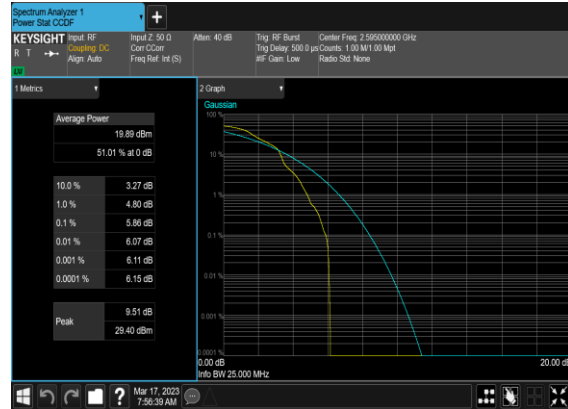 Spectrum Analyzer 1
Power Stat CCDF
+
KEYSIGHT
R T
LXI
Input: RF
Coupling: DC
Align: Auto
Input Z: 50 Ω
Corr CCorr
Freq Ref: Int (S)
Atten: 40 dB
Trig: RF Burst
Trig Delay: 500.0 µs
#IF Gain: Low
Center Freq: 2.595000000 GHz
Counts: 1.00 M/1.00 Mpt
Radio Std: None
1 Metrics
Average Power
19.89 dBm
51.01 % at 0 dB
10.0 % 3.27 dB
1.0 % 4.80 dB
0.1 % 5.86 dB
0.01 % 6.07 dB
0.001 % 6.11 dB
0.0001 % 6.15 dB
Peak
9.51 dB
29.40 dBm
2 Graph
Gaussian
100 %
10 %
1 %
0.1 %
0.01 %
0.001 %
0.0001 %
0.00 dB
20.00 dB
Info BW 25.000 MHz
?
Mar 17, 2023
7:56:39 AM